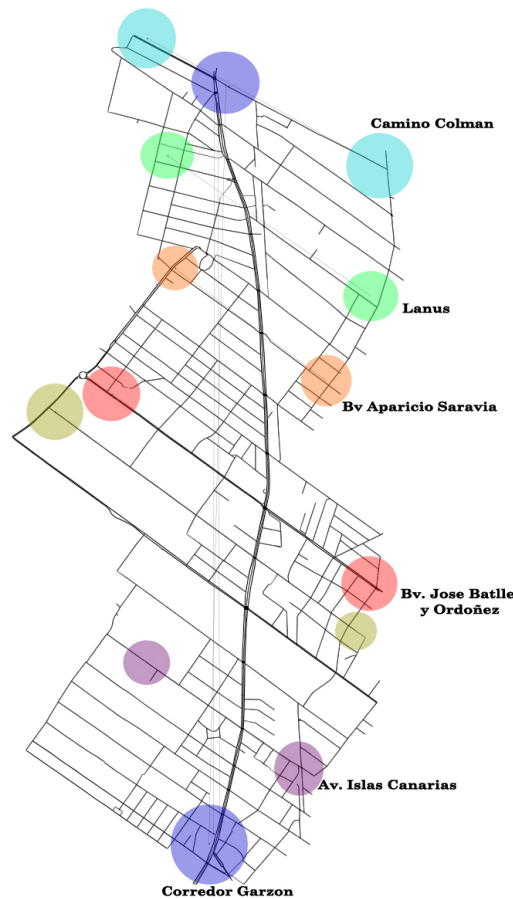 Camino Colman
Lanus
Bv Aparicio Saravia
Bv. Jose Batlle
y Ordoñez
Av. Islas Canarias
Corredor Garzon